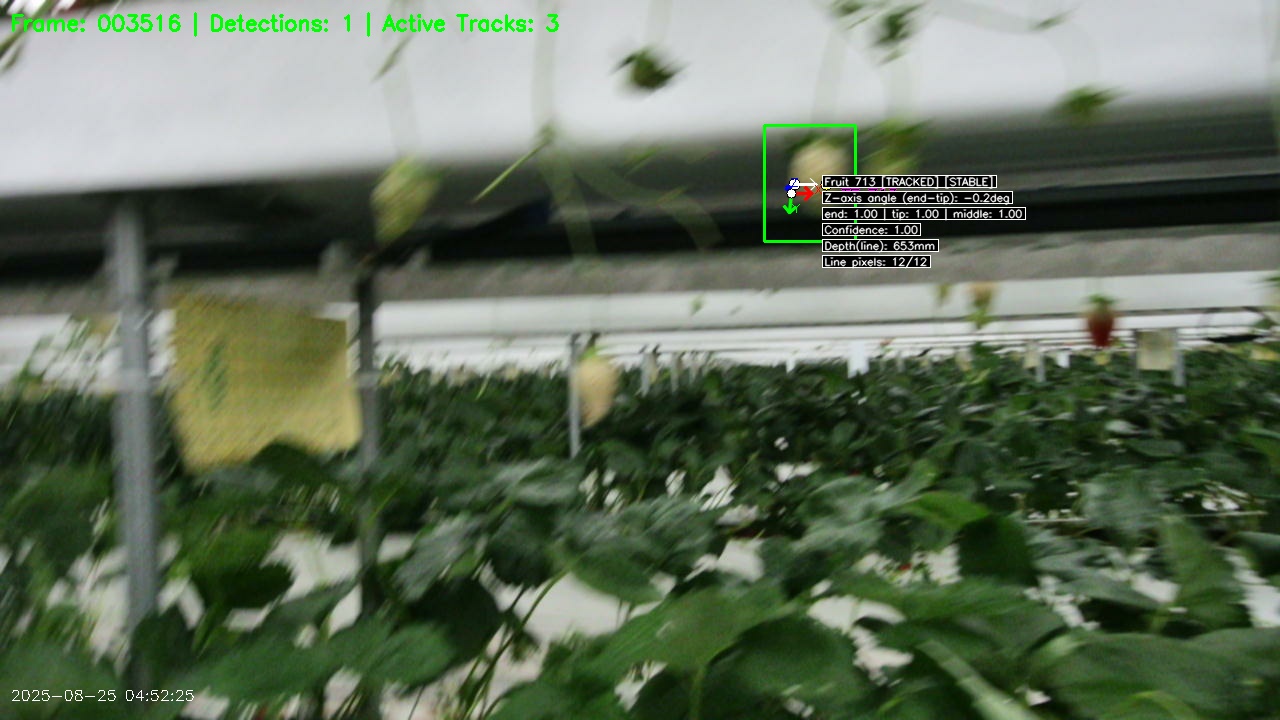 Frame: 003516 | Detections: 1 | Active Tracks: 3
Fruit 713 [TRACKED] [STABLE]
Z-axis angle (end-tip): -0.2deg
end: 1.00 | tip: 1.00 | middle: 1.00
Confidence: 1.00
Depth(line): 653mm
Line pixels: 12/12
2025-08-25 04:52:25